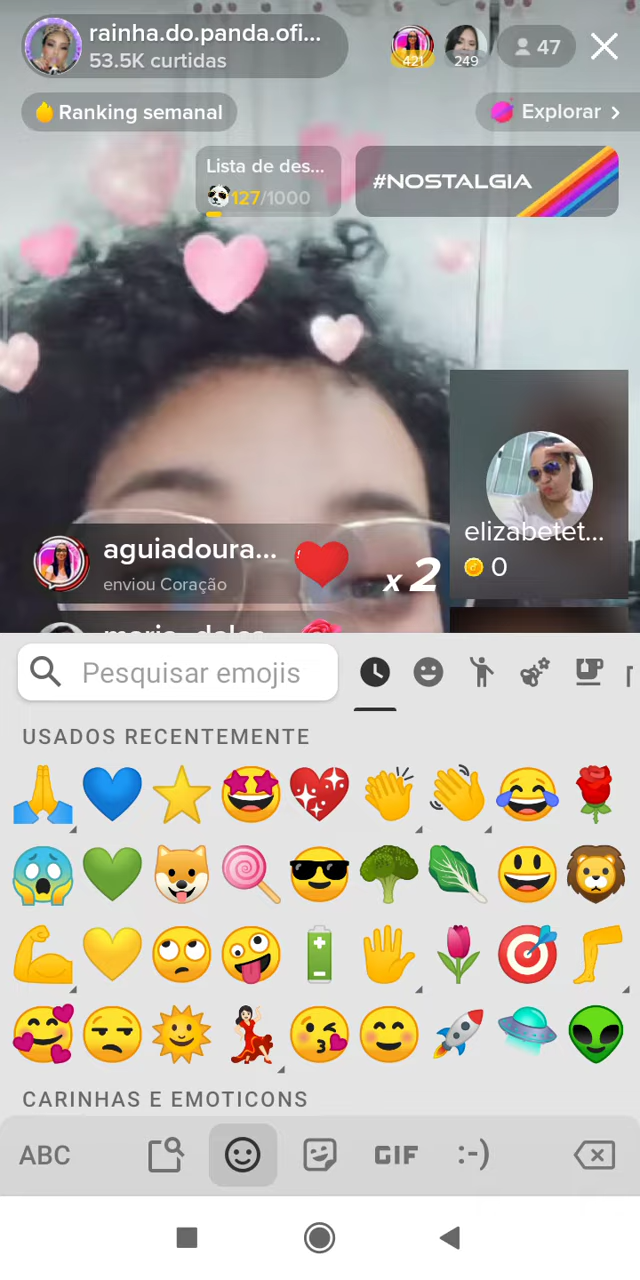 rainha.do.panda.ofi...
53.5K curtidas
421
249
47
Ranking semanal
Explorar
Lista de des...
127/1000
#NOSTALGIA
elizabetet...
0
aguiadoura...
enviou Coração
x 2
Pesquisar emojis
USADOS RECENTEMENTE
CARINHAS E EMOTICONS
ABC
GIF
:-)